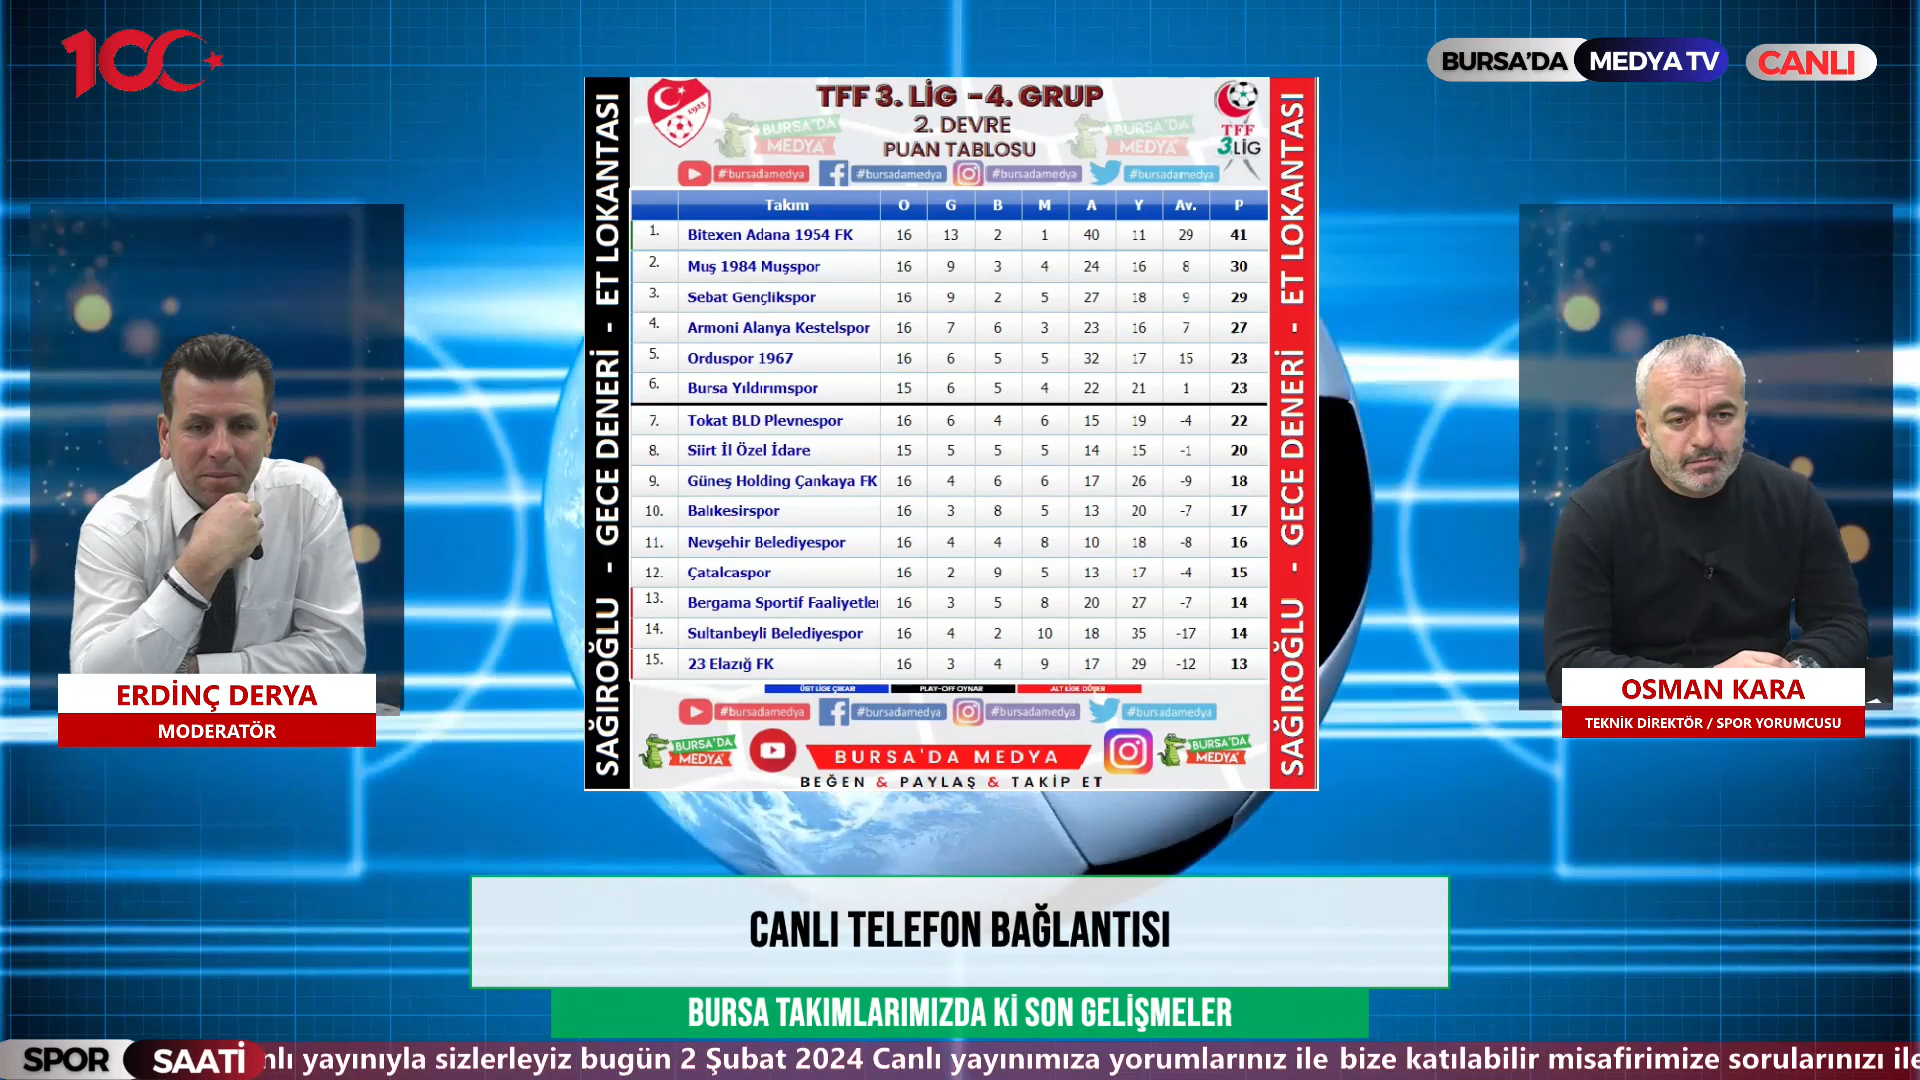 100
BURSA'DA MEDYA TV CANLI
SAĞIROĞLU - GECE DENERİ - ET LOKANTASI
TFF 3. LİG - 4. GRUP
2. DEVRE
PUAN TABLOSU
1923
BURSA'DA MEDYA
BURSA'DA MEDYA
TFF 3.LİG
#bursadamedya #bursadamedya #bursadamedya #bursadamedya
Takım O G B M A Y Av. P
1. Bitexen Adana 1954 FK 16 13 2 1 40 11 29 41
2. Muş 1984 Muşspor 16 9 3 4 24 16 8 30
3. Sebat Gençlikspor 16 9 2 5 27 18 9 29
4. Armoni Alanya Kestelspor 16 7 6 3 23 16 7 27
5. Orduspor 1967 16 6 5 5 32 17 15 23
6. Bursa Yıldırımspor 15 6 5 4 22 21 1 23
7. Tokat BLD Plevnespor 16 6 4 6 15 19 -4 22
8. Siirt İl Özel İdare 15 5 5 5 14 15 -1 20
9. Güneş Holding Çankaya FK 16 4 6 6 17 26 -9 18
10. Balıkesirspor 16 3 8 5 13 20 -7 17
11. Nevşehir Belediyespor 16 4 4 8 10 18 -8 16
12. Çatalcaspor 16 2 9 5 13 17 -4 15
13. Bergama Sportif Faaliyetler 16 3 5 8 20 27 -7 14
14. Sultanbeyli Belediyespor 16 4 2 10 18 35 -17 14
15. 23 Elazığ FK 16 3 4 9 17 29 -12 13
ÜST LİGE ÇIKAR PLAY-OFF OYNAR ALT LİGE DÜŞER
#bursadamedya #bursadamedya #bursadamedya #bursadamedya
BURSA'DA MEDYA
BURSA'DA MEDYA
BURSA'DA MEDYA
BEĞEN & PAYLAŞ & TAKİP ET
SAĞIROĞLU - GECE DENERİ - ET LOKANTASI
ERDİNÇ DERYA
MODERATÖR
OSMAN KARA
TEKNİK DİREKTÖR / SPOR YORUMCUSU
CANLI TELEFON BAĞLANTISI
BURSA TAKIMLARIMIZDA Kİ SON GELİŞMELER
SPOR SAATİ
nlı yayınıyla sizlerleyiz bugün 2 Şubat 2024 Canlı yayınımıza yorumlarınız ile bize katılabilir misafirimize sorularınızı ile